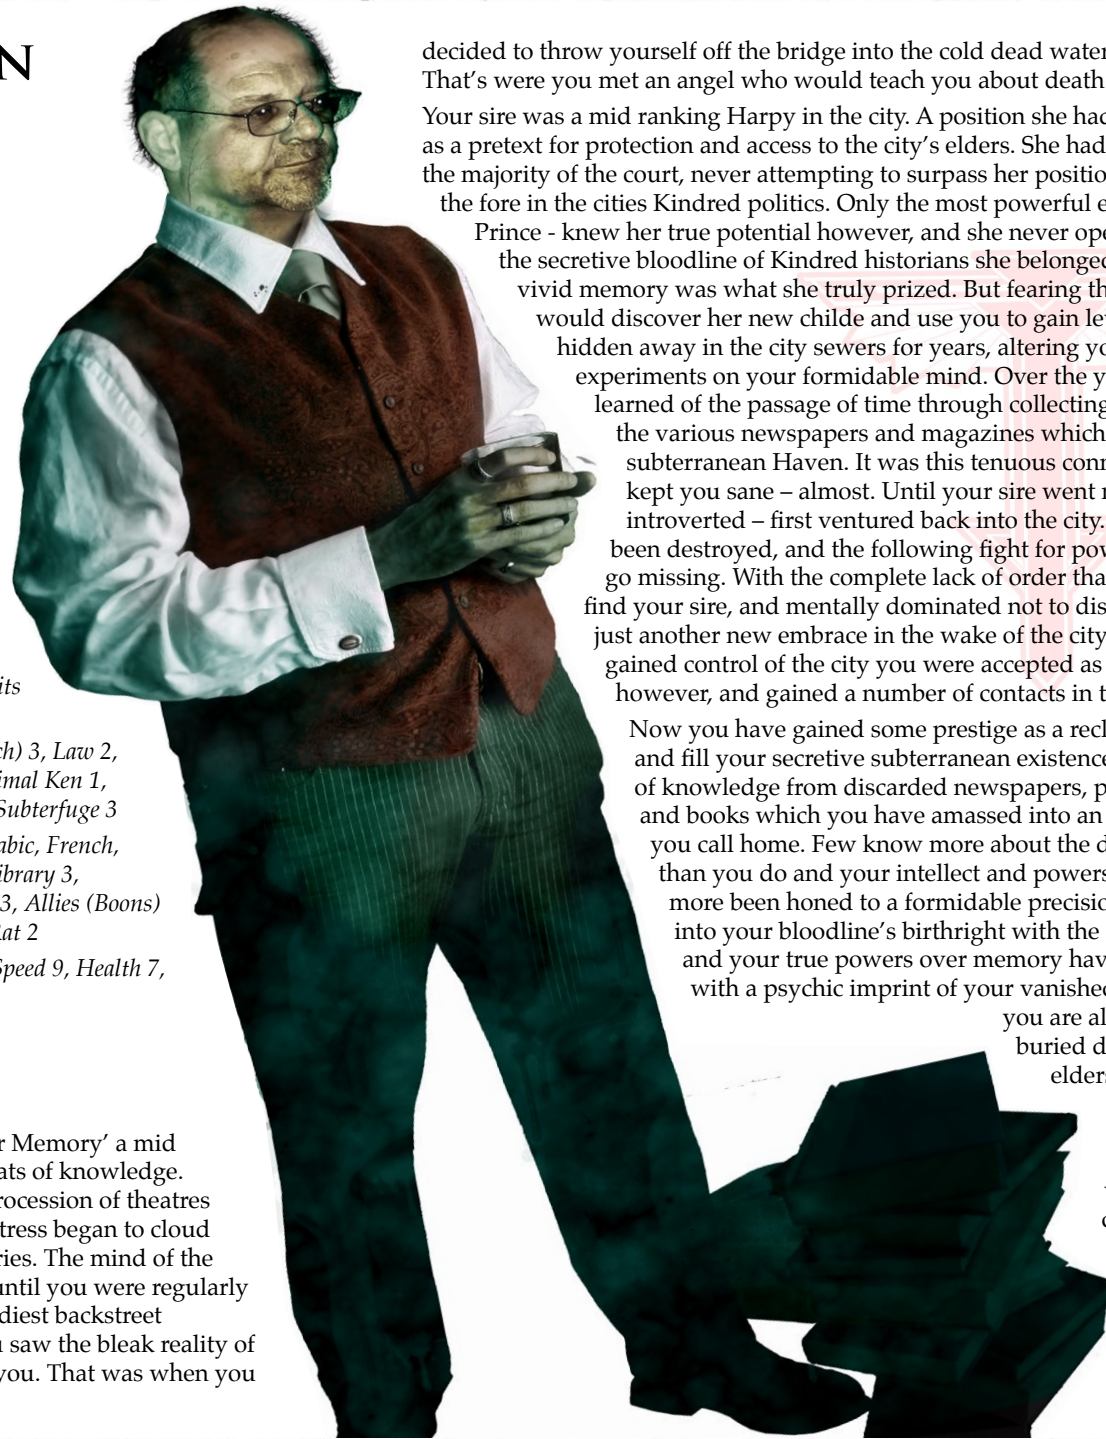 N
its
ch) 3, Law 2,
imal Ken 1,
Subterfuge 3
abic, French,
ibrary 3,
3, Allies (Boons)
at 2
Speed 9, Health 7,
r Memory’ a mid
ats of knowledge.
rocession of theatres
tress began to cloud
ries. The mind of the
until you were regularly
diest backstreet
u saw the bleak reality of
you. That was when you
decided to throw yourself off the bridge into the cold dead water
That’s were you met an angel who would teach you about death
Your sire was a mid ranking Harpy in the city. A position she had
as a pretext for protection and access to the city’s elders. She had
the majority of the court, never attempting to surpass her positio
the fore in the cities Kindred politics. Only the most powerful e
Prince - knew her true potential however, and she never ope
the secretive bloodline of Kindred historians she belonged
vivid memory was what she truly prized. But fearing th
would discover her new childe and use you to gain le
hidden away in the city sewers for years, altering yo
experiments on your formidable mind. Over the y
learned of the passage of time through collecting
the various newspapers and magazines which
subterranean Haven. It was this tenuous conn
kept you sane – almost. Until your sire went
introverted – first ventured back into the city.
been destroyed, and the following fight for pow
go missing. With the complete lack of order tha
find your sire, and mentally dominated not to dis
just another new embrace in the wake of the city
gained control of the city you were accepted as
however, and gained a number of contacts in t
Now you have gained some prestige as a recl
and fill your secretive subterranean existence
of knowledge from discarded newspapers, p
and books which you have amassed into an
you call home. Few know more about the d
than you do and your intellect and powers
more been honed to a formidable precisio
into your bloodline’s birthright with the
and your true powers over memory hav
with a psychic imprint of your vanished
you are al
buried d
elders